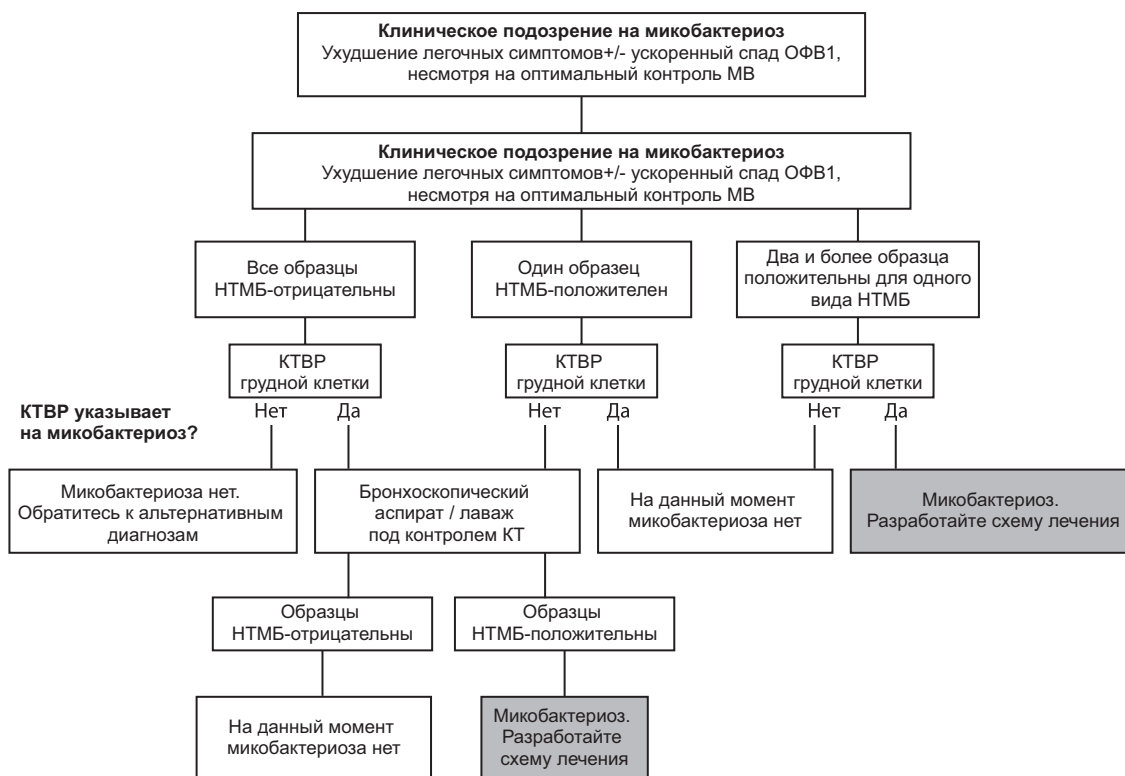 Клиническое подозрение на микобактериоз
Ухудшение легочных симптомов+/- ускоренный спад ОФВ1,
несмотря на оптимальный контроль МВ
Клиническое подозрение на микобактериоз
Ухудшение легочных симптомов+/- ускоренный спад ОФВ1,
несмотря на оптимальный контроль МВ
Все образцы
НТМБ-отрицательны
Один образец
НТМБ-положителен
Два и более образца
положительны для одного
вида НТМБ
КТВР
грудной клетки
КТВР
грудной клетки
КТВР
грудной клетки
КТВР указывает
на микобактериоз?
Нет Да
Нет Да
Нет Да
Микобактериоза нет.
Обратитесь к альтернативным
диагнозам
Бронхоскопический
аспират / лаваж
под контролем КТ
На данный момент
микобактериоза нет
Микобактериоз.
Разработайте схему лечения
Образцы
НТМБ-отрицательны
Образцы
НТМБ-положительны
На данный момент
микобактериоза нет
Микобактериоз.
Разработайте
схему лечения